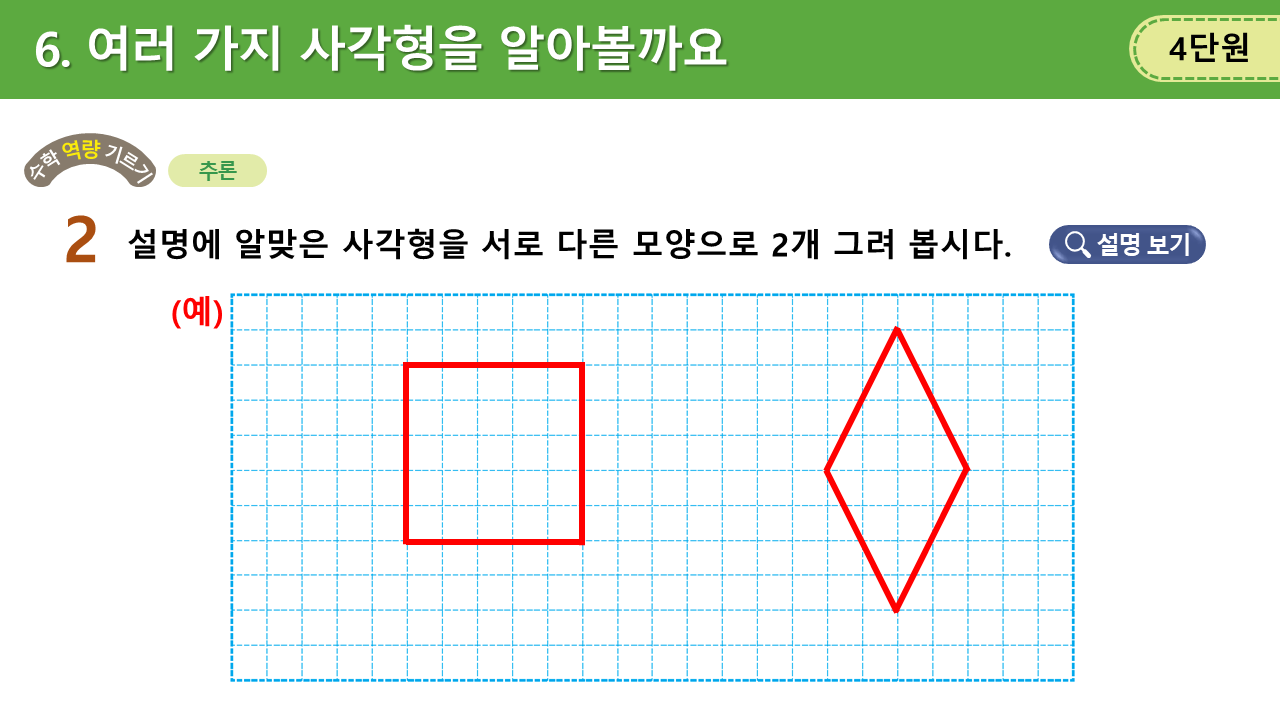 6. 여러 가지 사각형을 알아볼까요
4단원
수학 역량 기르기
추론
2 설명에 알맞은 사각형을 서로 다른 모양으로 2개 그려 봅시다.
설명 보기
(예)